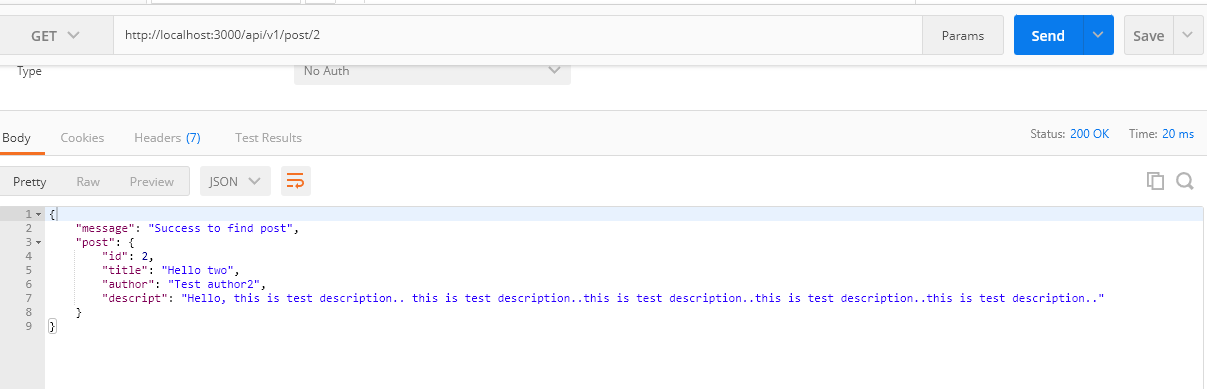 GET http://localhost:3000/api/v1/post/2 Params Send Save
Type No Auth
Body Cookies Headers (7) Test Results Status: 200 OK Time: 20 ms
Pretty Raw Preview JSON
1 {
2 "message": "Success to find post",
3 "post": {
4 "id": 2,
5 "title": "Hello two",
6 "author": "Test author2",
7 "descript": "Hello, this is test description.. this is test description..this is test description..this is test description..this is test description.."
8 }
9 }